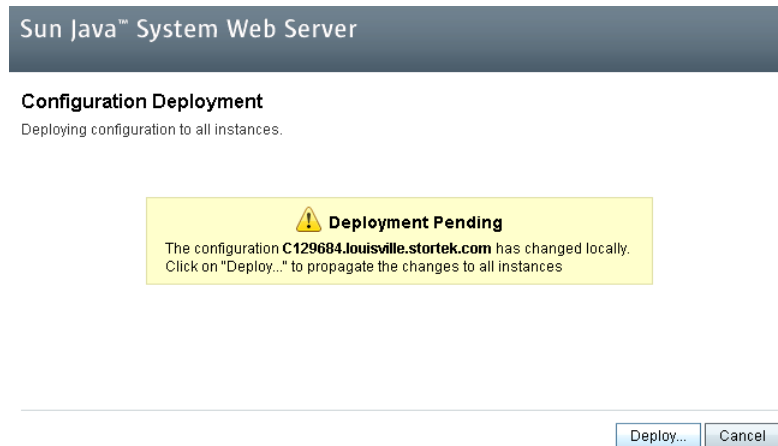 Sun Java™ System Web Server
Configuration Deployment
Deploying configuration to all instances.
Deployment Pending
The configuration C129684.louisville.stortek.com has changed locally.
Click on "Deploy..." to propagate the changes to all instances
Deploy... Cancel